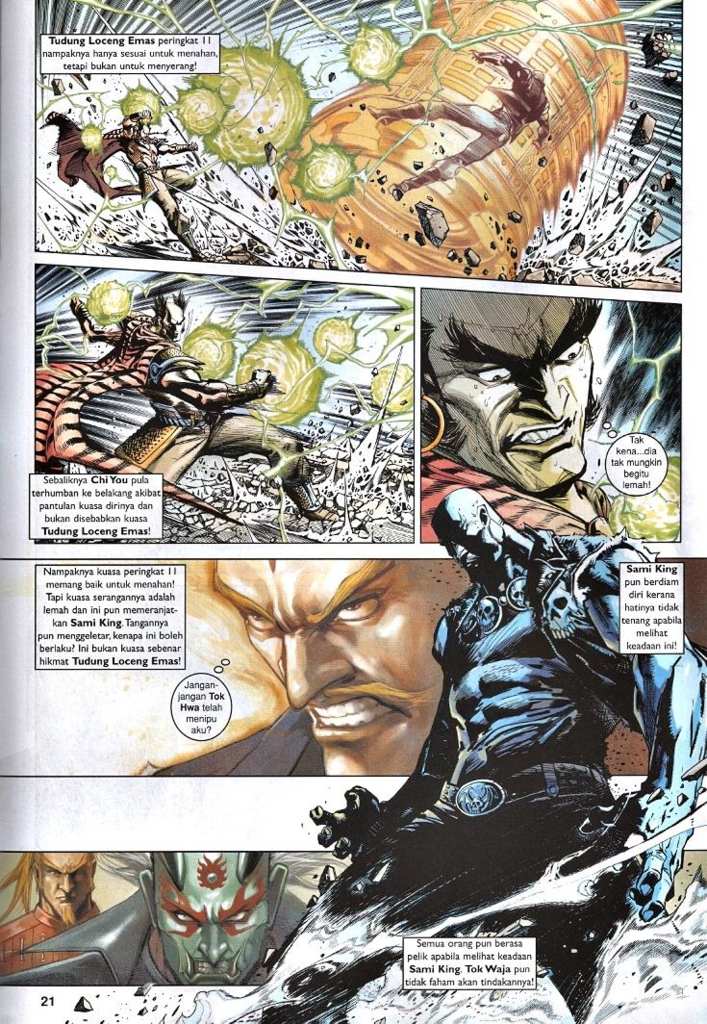 Tudung Loceng Emas peringkat 11
nampaknya hanya sesuai untuk menahan,
tetapi bukan untuk menyerang!
Sebaliknya Chi You pula
terhumban ke belakang akibat
pantulan kuasa dirinya dan
bukan disebabkan kuasa
Tudung Loceng Emas!
Tak
kena...dia
tak mungkin
begitu
lemah!
Nampaknya kuasa peringkat 11
memang baik untuk menahan!
Tapi kuasa serangannya adalah
lemah dan ini pun memeranjat-
kan Sami King. Tangannya
pun menggeletar, kenapa ini boleh
berlaku? Ini bukan kuasa sebenar
hikmat Tudung Loceng Emas!
Jangan-
jangan Tok
Hwa telah
menipu
aku?
Sami King
pun berdiam
diri kerana
hatinya tidak
tenang apabila
melihat
keadaan ini!
Semua orang pun berasa
pelik apabila melihat keadaan
Sami King. Tok Waja pun
tidak faham akan tindakannya!
21